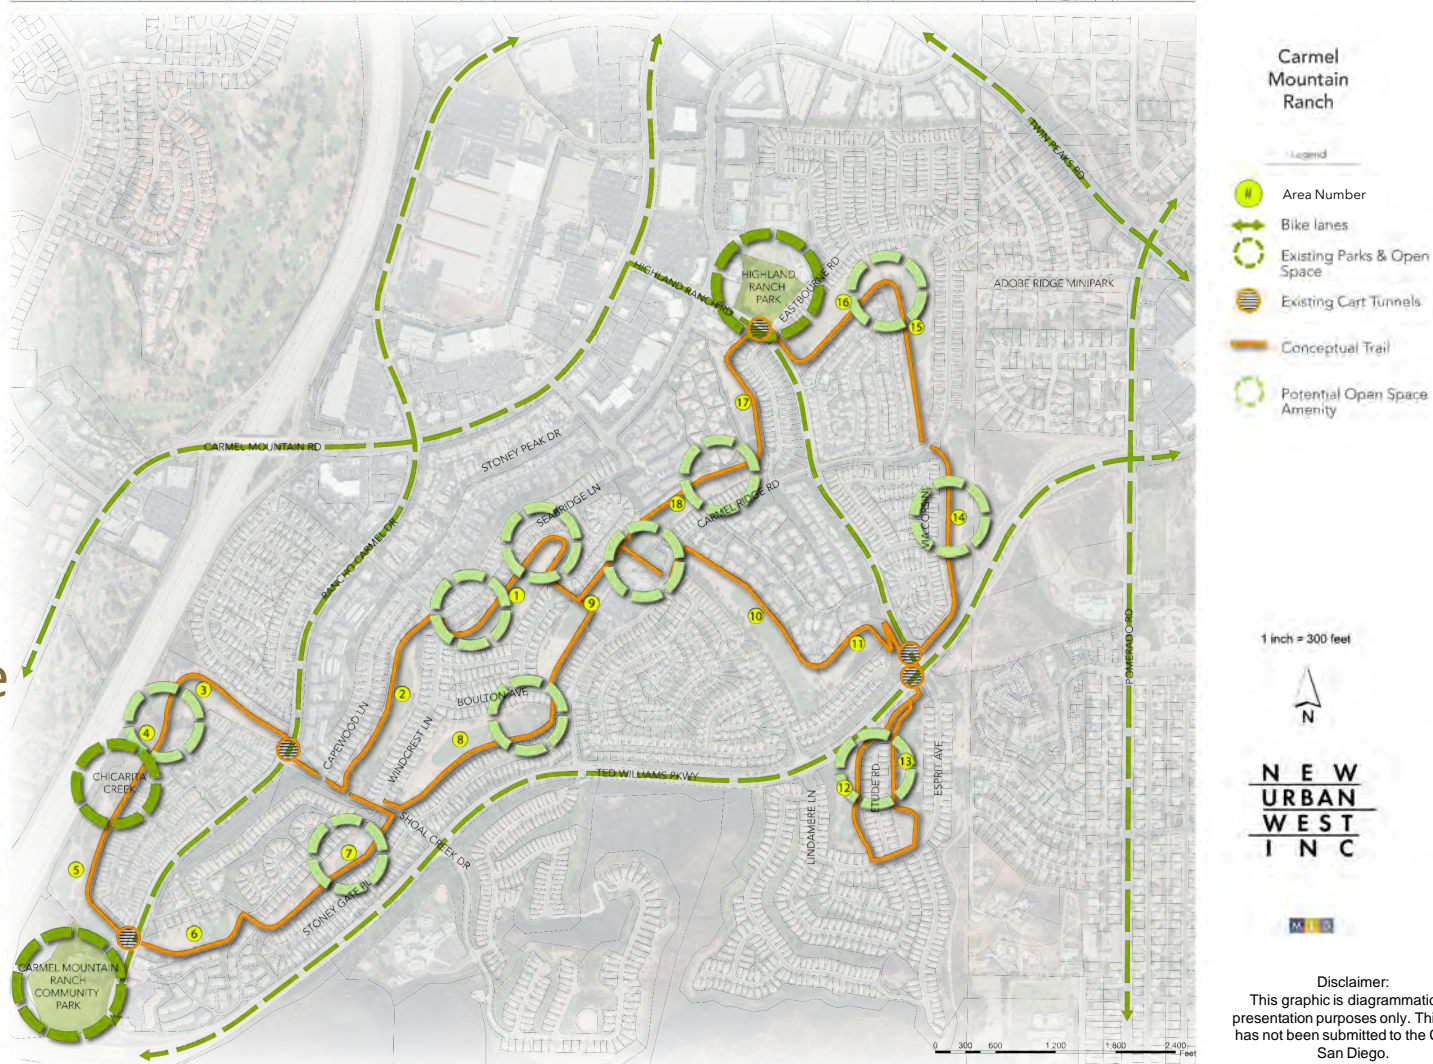 Carmel
Mountain
Ranch
Legend
#
Area Number
Bike lanes
Existing Parks & Open
Space
Existing Cart Tunnels
Conceptual Trail
Potential Open Space
Amenity
1 inch = 300 feet
N
NEW
URBAN
WEST
INC
Disclaimer:
This graphic is diagrammatic
presentation purposes only. Thi
has not been submitted to the C
San Diego.
e
TWIN PEAKS RD
HIGHLAND
RANCH
PARK
HIGHLAND RANCH RD
EASTBOURNE RD
ADOBE RIDGE MINIPARK
16
15
17
CARMEL MOUNTAIN RD
STONEY PEAK DR
SEABRIDGE LN
18
CARMEL RIDGE RD
VIA CORSINI
14
RANCHO CARMEL DR
1
9
10
11
POMERADO RD
3
2
4
CAPEWOOD LN
WINDCREST LN
BOULTON AVE
8
CHICARITA
CREEK
TED WILLIAMS PKWY
12
ETUDE RD
13
ESPRIT AVE
LINDAMERE LN
SHOAL CREEK DR
7
5
6
STONEY GATE PL
CARMEL MOUNTAIN
RANCH
COMMUNITY
PARK
0 300 600 1,200 1,800 2,400
Feet